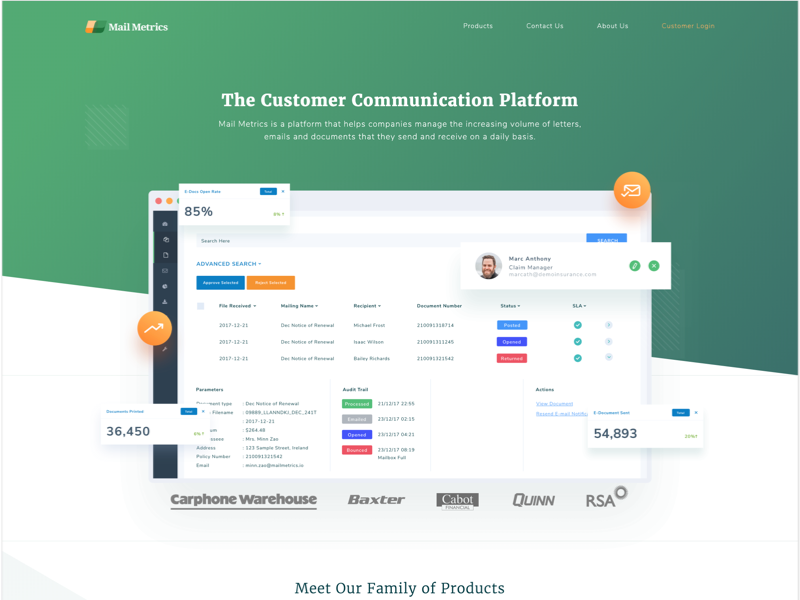 Mail Metrics
Products
Contact Us
About Us
Customer Login
The Customer Communication Platform
Mail Metrics is a platform that helps companies manage the increasing volume of letters,
emails and documents that they send and receive on a daily basis.
E-Docs Open Rate
85%
6%
Search Here
SEARCH
ADVANCED SEARCH
Approve Selected
Reject Selected
Marc Anthony
Claim Manager
marcath@demoinsurance.com
File Received
Mailing Name
Recipient
Document Number
Status
SLA
2017-12-21
Dec Notice of Renewal
Michael Frost
210091318714
Posted
2017-12-21
Dec Notice of Renewal
Isaac Wilson
210091311245
Opened
2017-12-21
Dec Notice of Renewal
Bailey Richards
210091321542
Returned
Parameters
type : Dec Notice of Renewal
Filename : 09889_LLANNDKJ_DEC_2417
: 2017-12-21
: $264.48
: Mrs. Minn Zao
Address : 123 Sample Street, Ireland
Policy Number : 210091321542
Email : minn.zao@mailmetrics.io
Audit Trail
Processed 21/12/17 22:55
Emailed 23/12/17 02:15
Opened 23/12/17 04:21
Bounced 23/12/17 08:19
Mailbox Full
Actions
View Document
Resend E-mail
Documents Printed
36,450
6%
E-Document Sent
54,893
20%
Carphone Warehouse
Baxter
Cabot
FINANCIAL
QUINN
RSA
Meet Our Family of Products